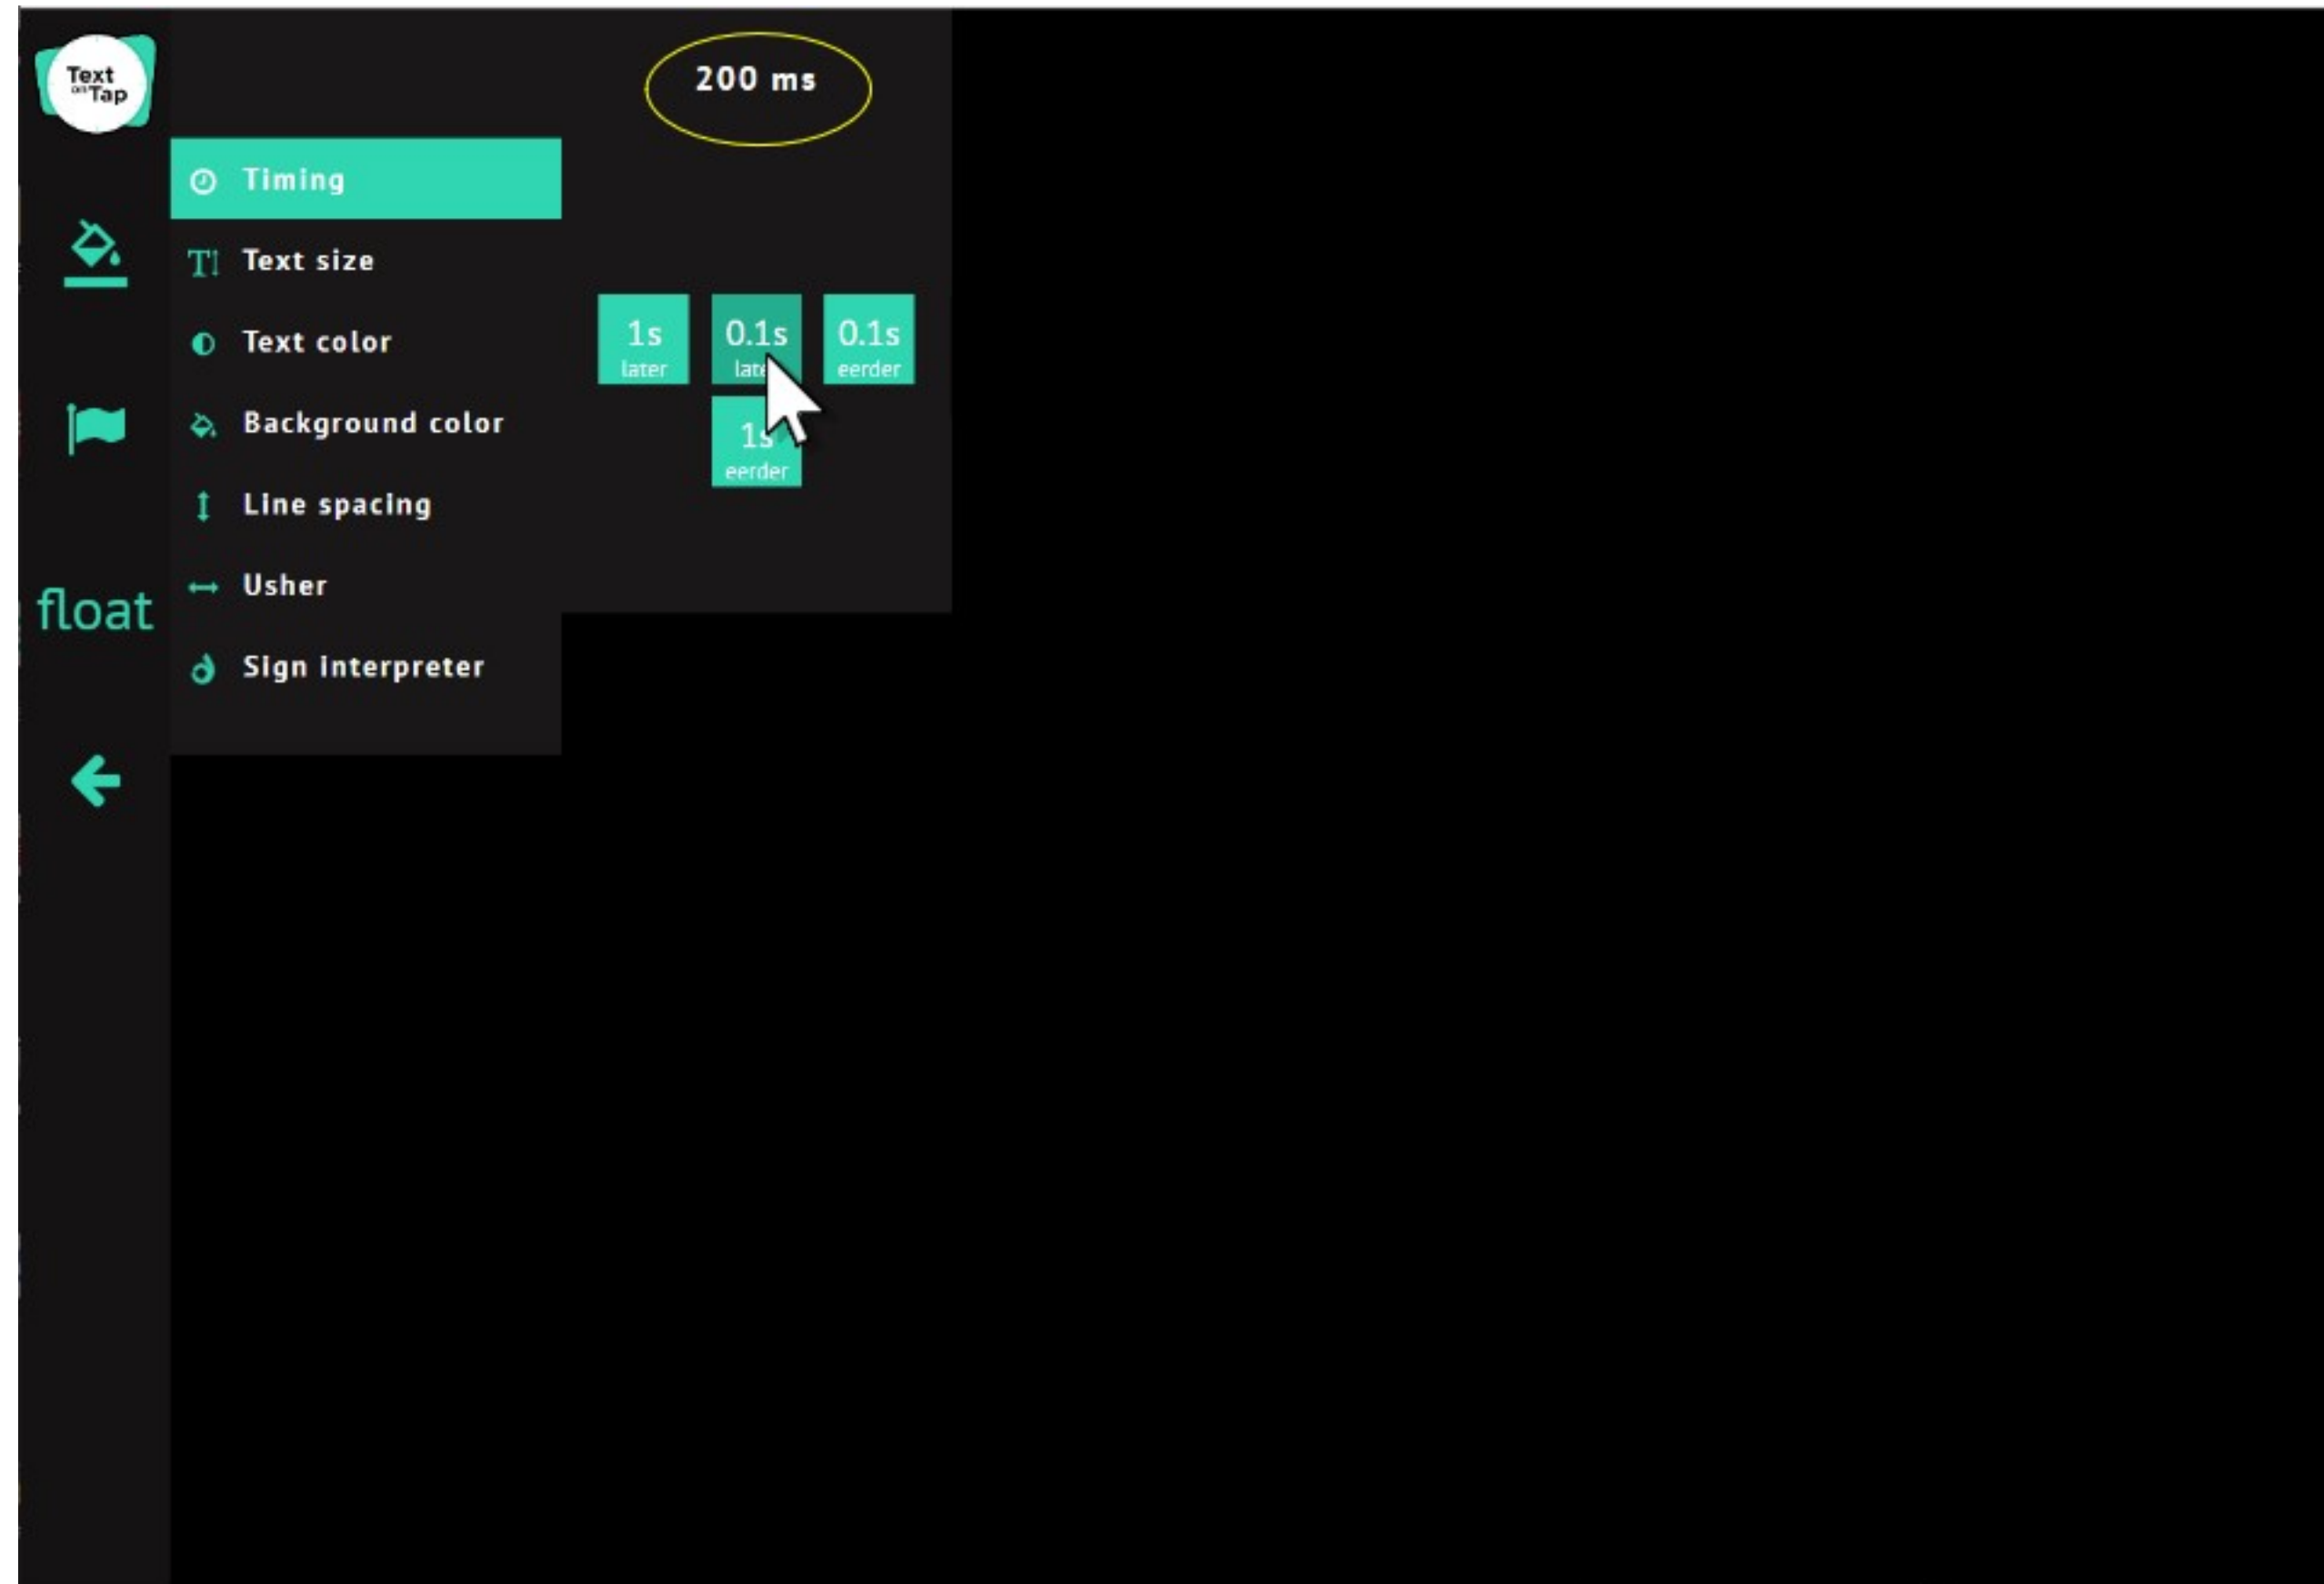 Text
on Tap
200 ms
Timing
Text size
1s later
0.1s
0.1s eerder
Text color
Background color
1s eerder
Line spacing
Usher
float
Sign interpreter